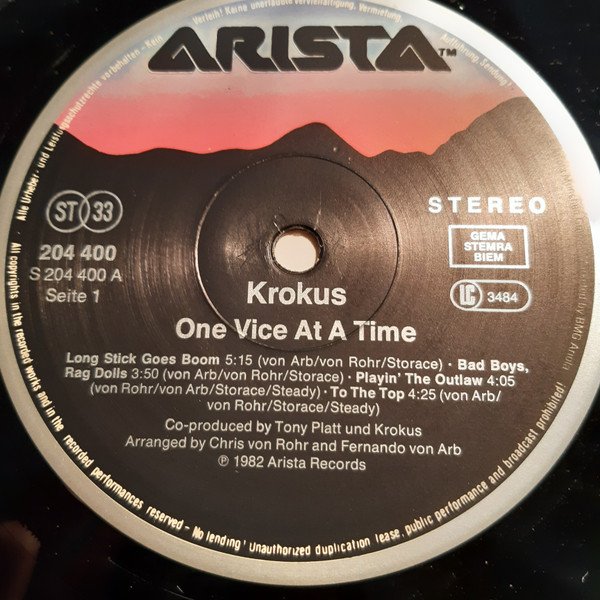 ARISTA™
ST 33
204 400
S 204 400 A
Seite 1
STEREO
GEMA
STEMRA
BIEM
LC 3484
Krokus
One Vice At A Time
Long Stick Goes Boom 5:15 (von Arb/von Rohr/Storace) · Bad Boys,
Rag Dolls 3:50 (von Arb/von Rohr/Storace) · Playin' The Outlaw 4:05
(von Rohr/von Arb/Storace/Steady) · To The Top 4:25 (von Arb/
von Rohr/Storace/Steady)
Co-produced by Tony Platt und Krokus
Arranged by Chris von Rohr and Fernando von Arb
℗ 1982 Arista Records
Alle Urheber- und Leistungsschutzrechte vorbehalten - Kein Verleih! Keine unerlaubte Vervielfältigung, Vermietung, Aufführung, Sendung!
All copyrights in the recorded works and in the recorded performances reserved - No lending! Unauthorized duplication, lease, public performance and broadcast prohibited!
by BMG Ariola